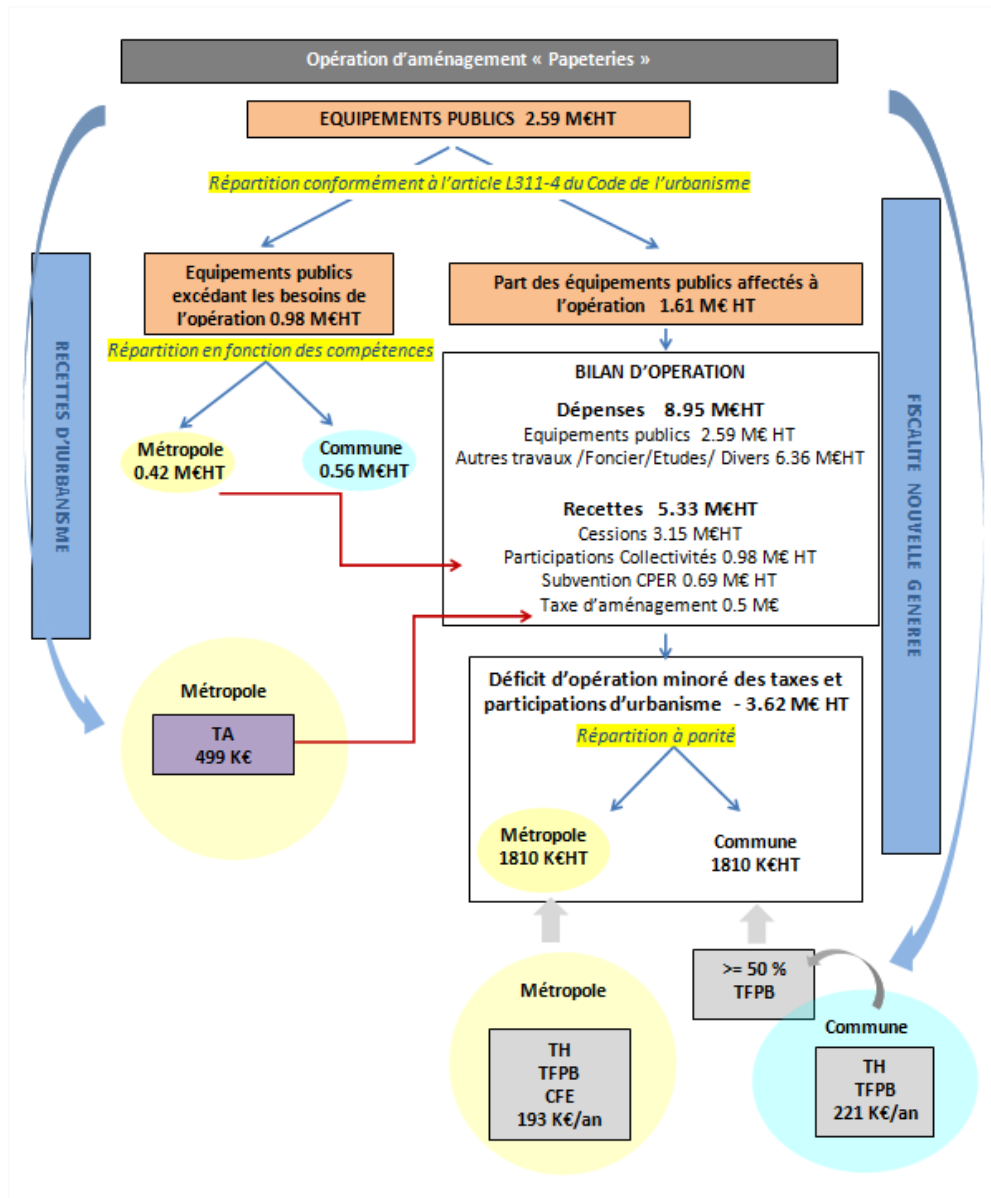 Opération d'aménagement « Papeteries »
EQUIPEMENTS PUBLICS 2.59 M€HT
Répartition conformément à l'article L311-4 du Code de l'urbanisme
Equipements publics
excédant les besoins de
l'opération 0.98 M€HT
Part des équipements publics affectés à
l'opération 1.61 M€ HT
Répartition en fonction des compétences
Métropole
0.42 M€HT
Commune
0.56 M€HT
RECETTES D'IURBANISME
BILAN D'OPERATION
Dépenses 8.95 M€HT
Equipements publics 2.59 M€ HT
Autres travaux /Foncier/Etudes/ Divers 6.36 M€HT
Recettes 5.33 M€HT
Cessions 3.15 M€HT
Participations Collectivités 0.98 M€ HT
Subvention CPER 0.69 M€ HT
Taxe d'aménagement 0.5 M€
FISCALITE NOUVELLE GENEREE
Métropole
TA
499 K€
Déficit d'opération minoré des taxes et
participations d'urbanisme - 3.62 M€ HT
Répartition à parité
Métropole
1810 K€HT
Commune
1810 K€HT
Métropole
TH
TFPB
CFE
193 K€/an
>= 50 %
TFPB
Commune
TH
TFPB
221 K€/an